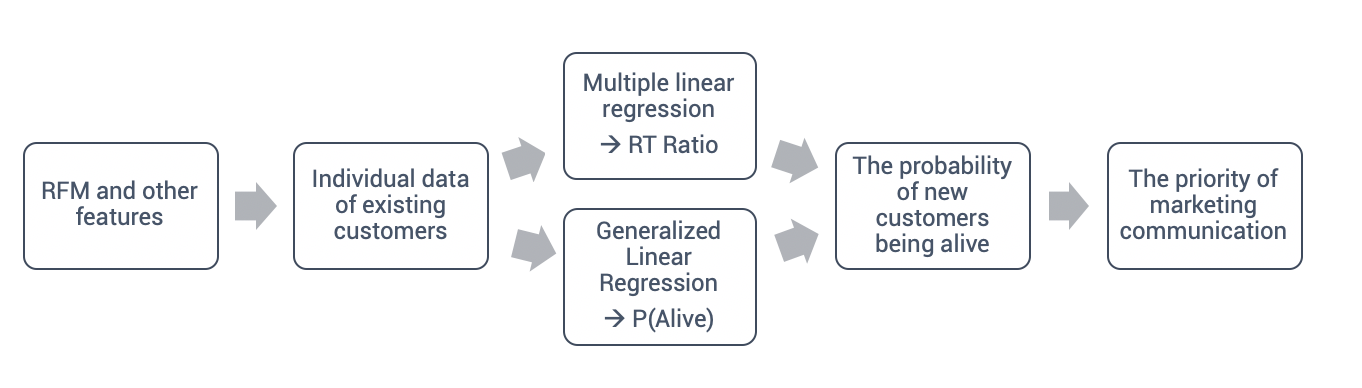 RFM and other
features
Individual data
of existing
customers
Multiple linear
regression
→ RT Ratio
Generalized
Linear
Regression
→ P(Alive)
The probability
of new
customers
being alive
The priority of
marketing
communication